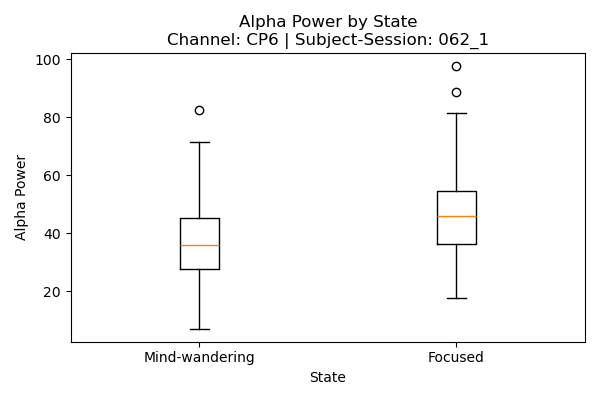 Alpha Power by State
Channel: CP6 | Subject-Session: 062_1
100
80
60
40
20
Alpha Power
Mind-wandering
Focused
State